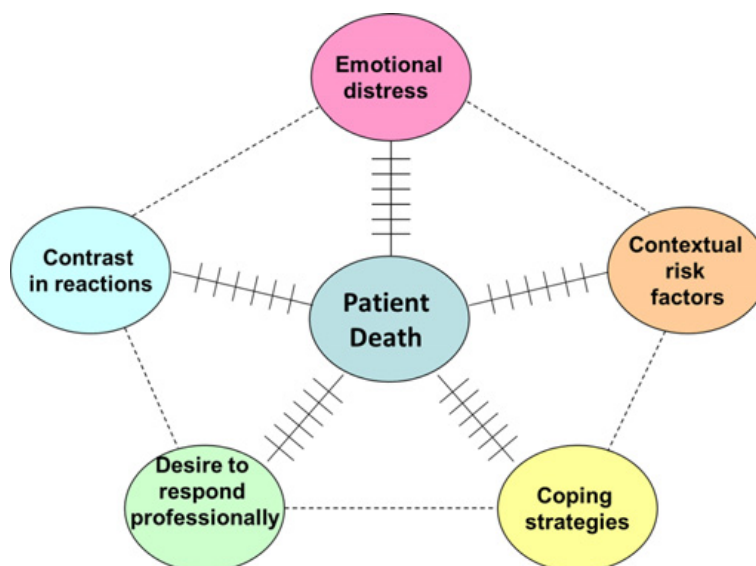 Emotional
distress
Contrast
in reactions
Contextual
risk
factors
Patient
Death
Desire to
respond
professionally
Coping
strategies